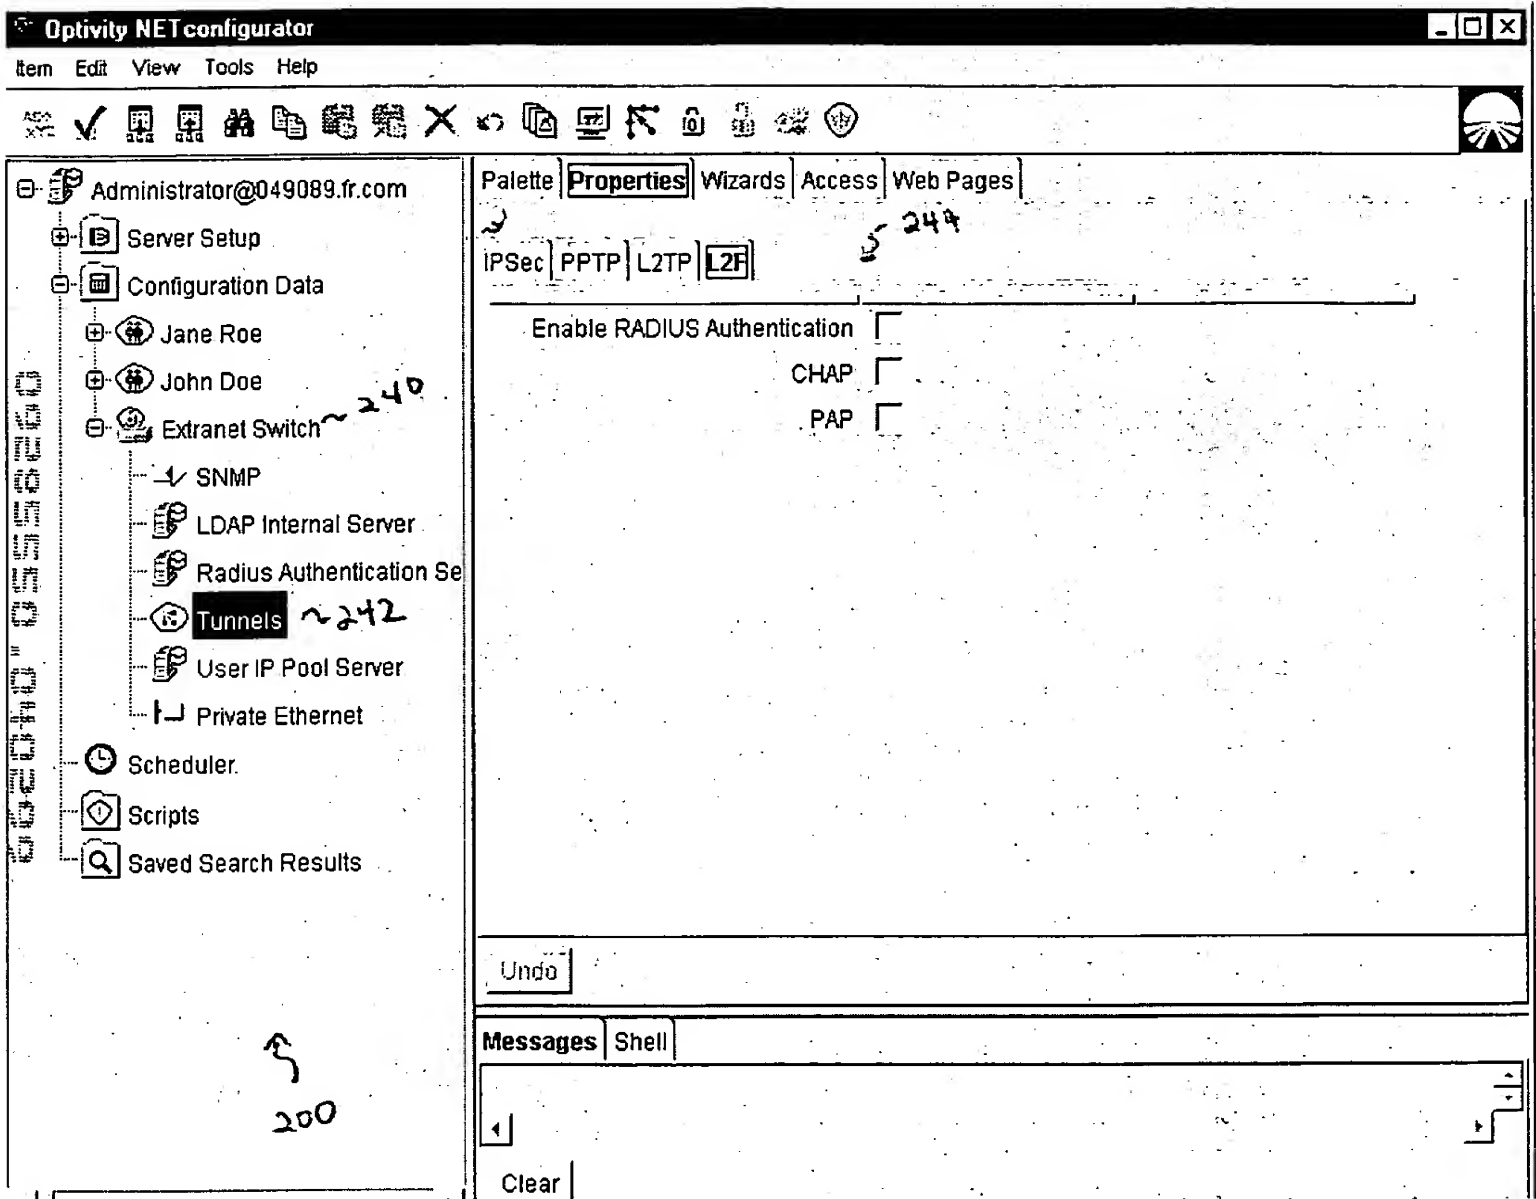 Optivity NETconfigurator
Item Edit View Tools Help
Administrator@049089.fr.com
Server Setup
Configuration Data
Jane Roe
John Doe
Extranet Switch ~ 240
SNMP
LDAP Internal Server
Radius Authentication Se
Tunnels ~ 242
User IP Pool Server
Private Ethernet
Scheduler
Scripts
Saved Search Results
200
Palette Properties Wizards Access Web Pages
244
IPSec PPTP L2TP L2F
Enable RADIUS Authentication
CHAP
PAP
Undo
Messages Shell
Clear